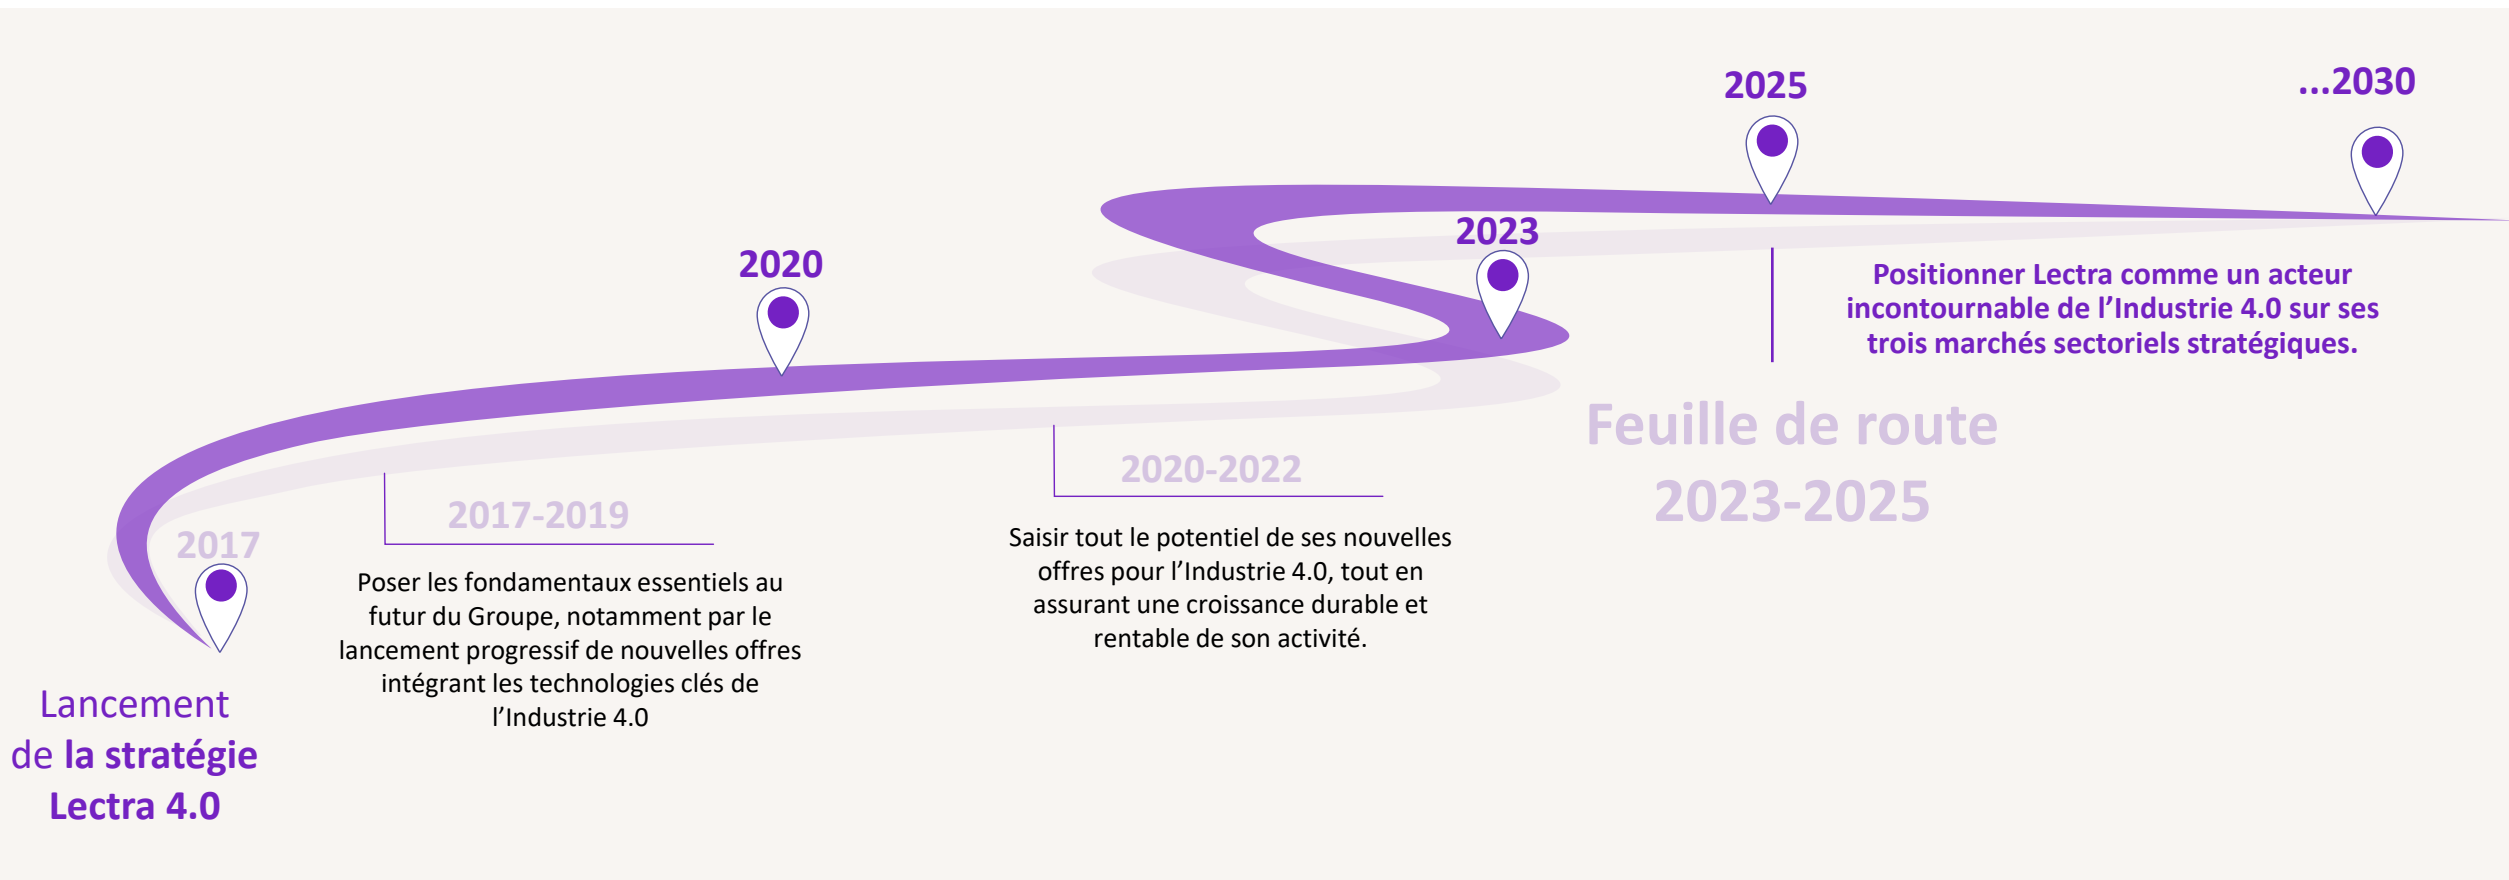 2017
Lancement
de la stratégie
Lectra 4.0
2017-2019
Poser les fondamentaux essentiels au
futur du Groupe, notamment par le
lancement progressif de nouvelles offres
intégrant les technologies clés de
l’Industrie 4.0
2020
2020-2022
Saisir tout le potentiel de ses nouvelles
offres pour l’Industrie 4.0, tout en
assurant une croissance durable et
rentable de son activité.
2023
Feuille de route
2023-2025
2025
Positionner Lectra comme un acteur
incontournable de l’Industrie 4.0 sur ses
trois marchés sectoriels stratégiques.
...2030